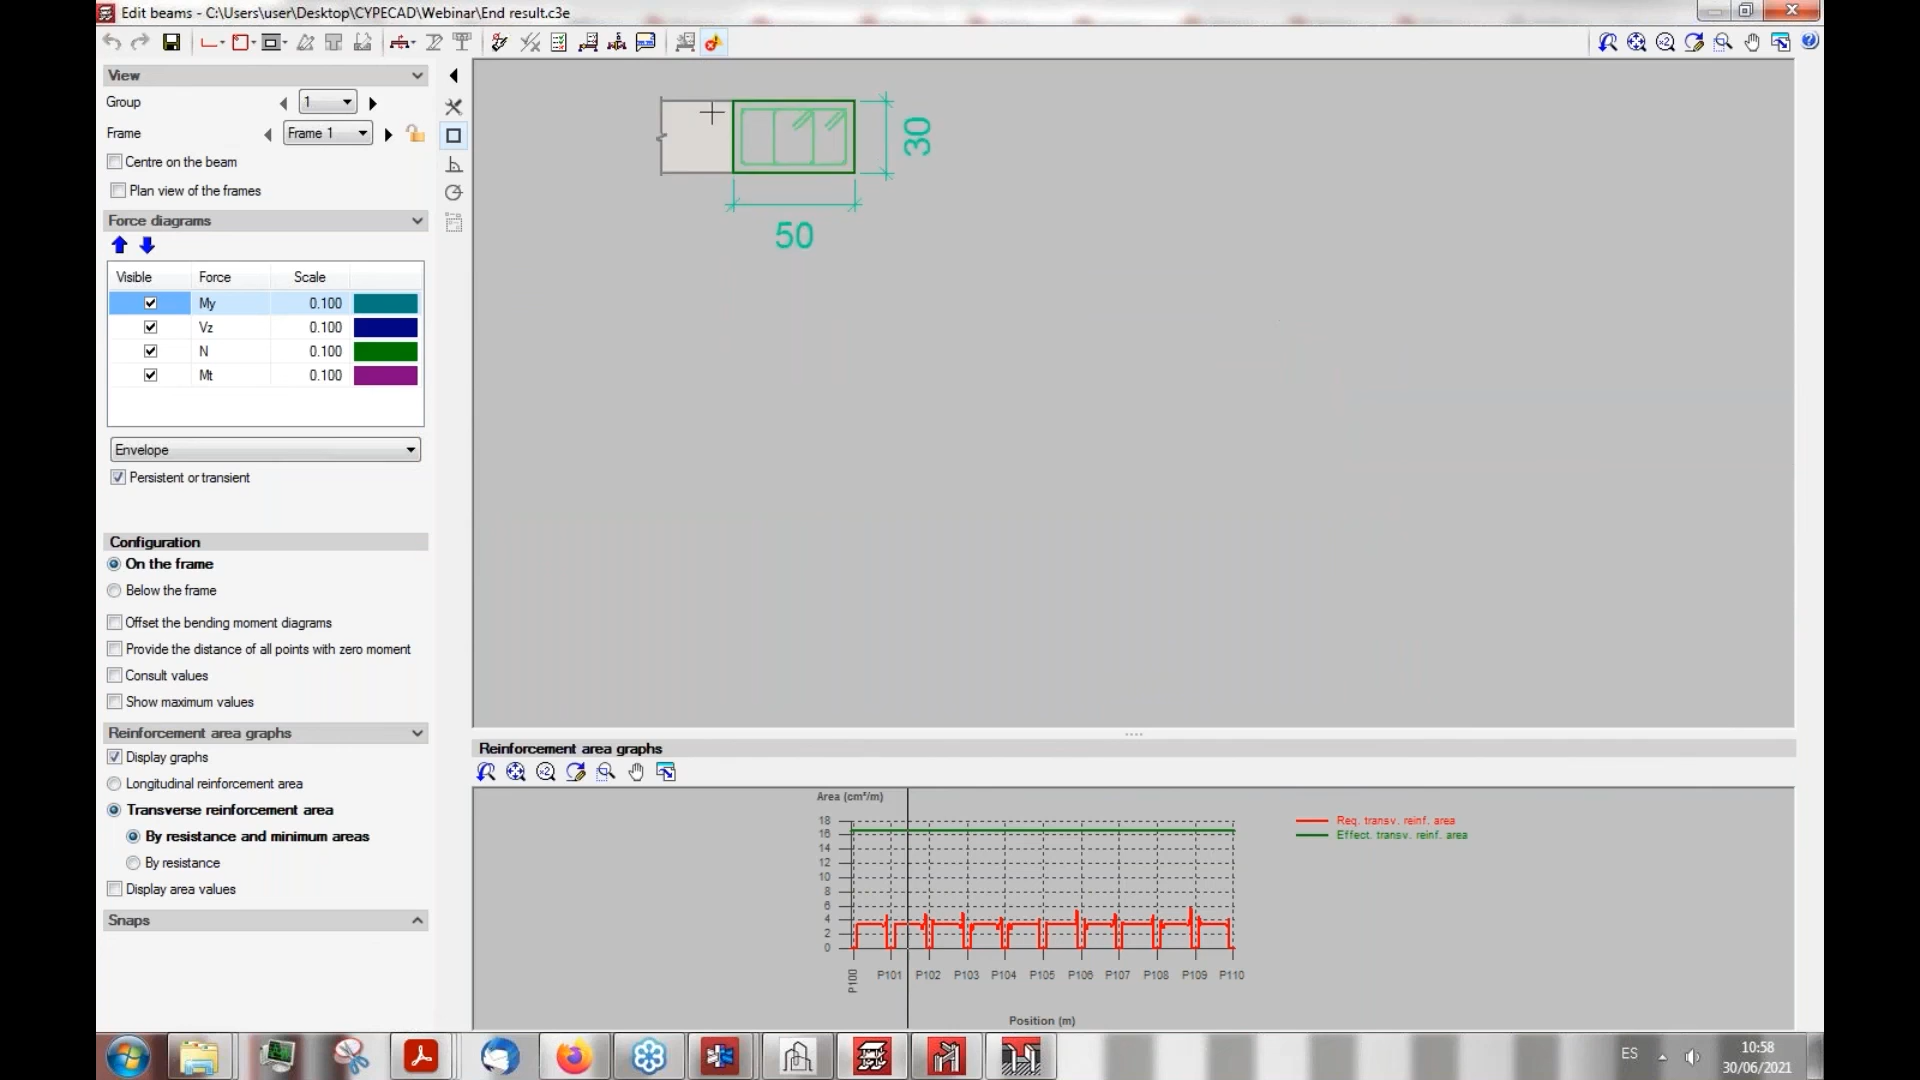 Edit beams - C:\Users\user\Desktop\CYPECAD\Webinar\End result.c3e
View
Group
1
Frame
Frame 1
Centre on the beam
Plan view of the frames
Force diagrams
Visible Force Scale
My 0.100
Vz 0.100
N 0.100
Mt 0.100
Envelope
Persistent or transient
Configuration
On the frame
Below the frame
Offset the bending moment diagrams
Provide the distance of all points with zero moment
Consult values
Show maximum values
Reinforcement area graphs
Display graphs
Longitudinal reinforcement area
Transverse reinforcement area
By resistance and minimum areas
By resistance
Display area values
Snaps
30
50
Reinforcement area graphs
Area (cm²/m)
18
16
14
12
10
8
6
4
2
0
P100 P101 P102 P103 P104 P105 P106 P107 P108 P109 P110
Position (m)
Req. transv. reinf. area
Effect. transv. reinf. area
ES
10:58
30/06/2021